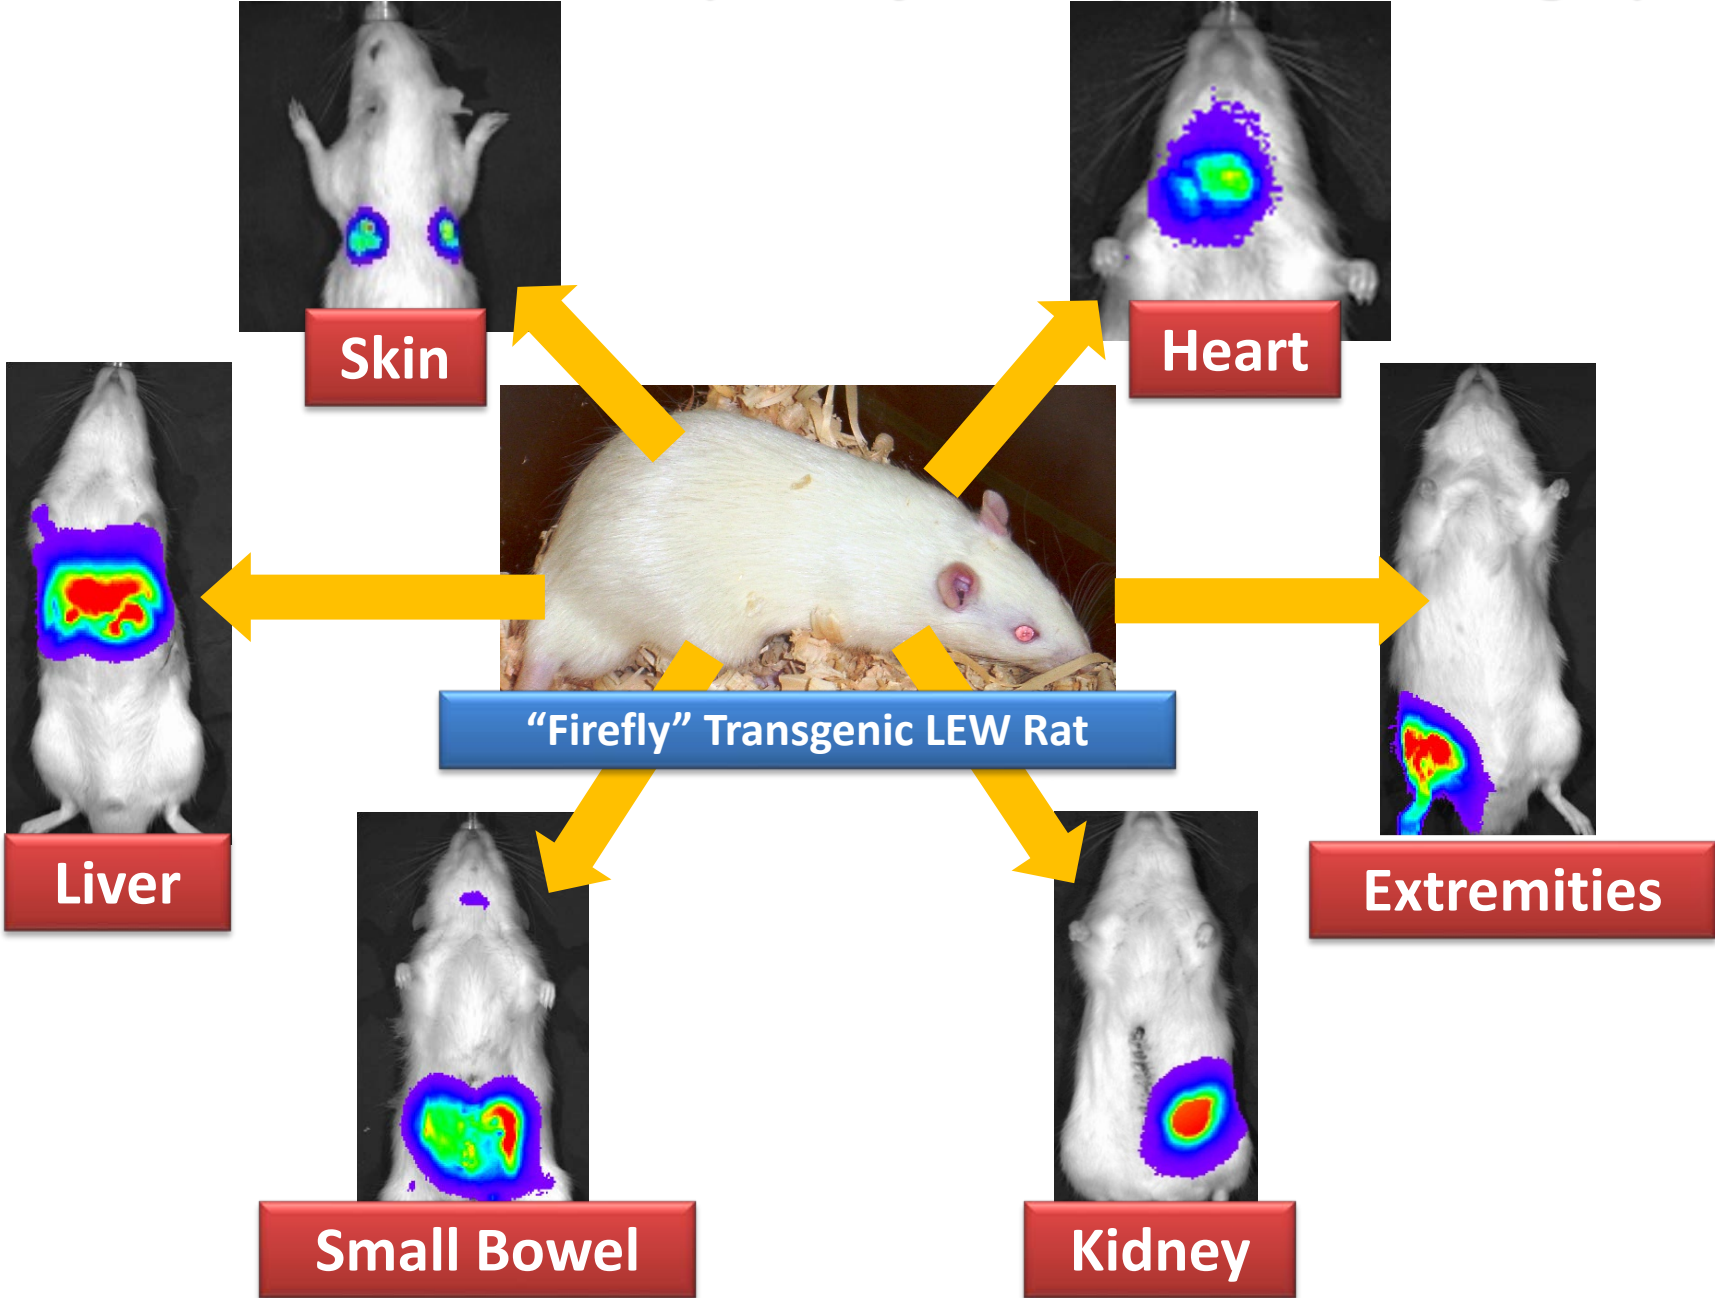 Skin
Heart
Liver
"Firefly" Transgenic LEW Rat
Extremities
Small Bowel
Kidney